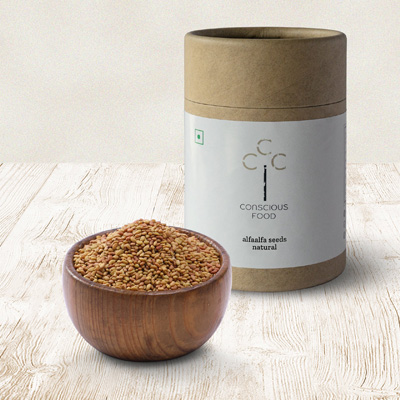 C
C C
CONSCIOUS
FOOD
alfaalfa seeds
natural